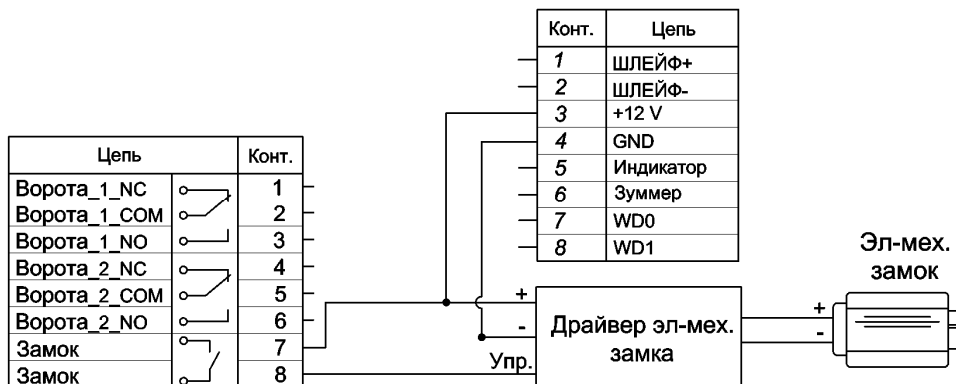 Конт. Цепь
1 ШЛЕЙФ+
2 ШЛЕЙФ-
3 +12 V
4 GND
5 Индикатор
6 Зуммер
7 WD0
8 WD1
Цепь Конт.
Ворота_1_NC 1
Ворота_1_COM 2
Ворота_1_NO 3
Ворота_2_NC 4
Ворота_2_COM 5
Ворота_2_NO 6
Замок 7
Замок 8
+
-
Упр.
Драйвер эл-мех.
замка
+
-
Эл-мех.
замок